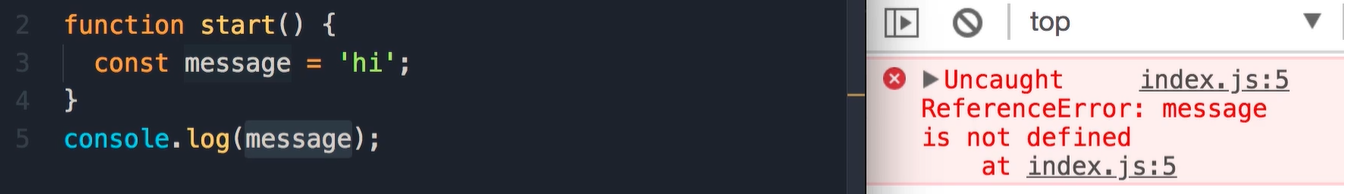 2 function start() {
3 const message = 'hi';
4 }
5 console.log(message);
top
Uncaught index.js:5
ReferenceError: message
is not defined
at index.js:5